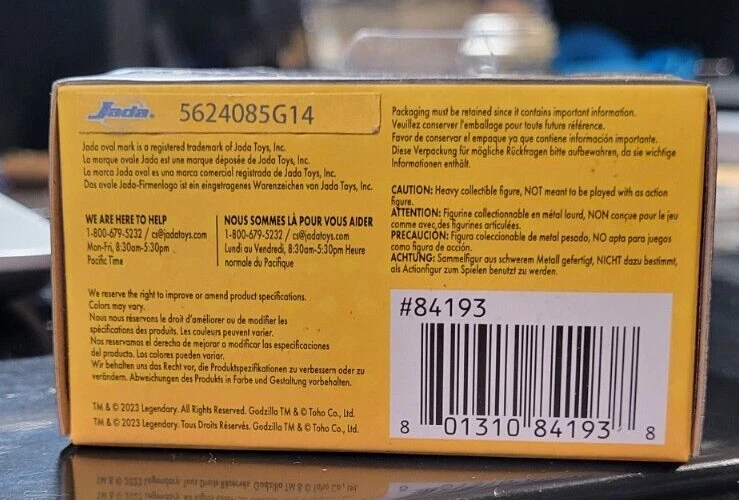 Jada. 5624085G14
Jada oval mark is a registered trademark of Jada Toys, Inc.
La marque ovale Jada est une marque déposée de Jada Toys, Inc.
La marca Jada oval es una marca comercial registrada de Jada Toys, Inc.
Das ovale Jada-Firmenlogo ist ein eingetragenes Warenzeichen von Jada Toys, Inc.
WE ARE HERE TO HELP
1-800-679-5232 / cs@jadatoys.com
Mon-Fri, 8:30am-5:30pm
Pacific Time
NOUS SOMMES LÀ POUR VOUS AIDER
1-800-679-5232 / cs@jadatoys.com
Lundi au Vendredi, 8:30am-5:30pm Heure
normale du Pacifique
We reserve the right to improve or amend product specifications.
Colors may vary.
Nous nous réservons le droit d'améliorer ou de modifier les
spécifications des produits. Les couleurs peuvent varier.
Nos reservamos el derecho de mejorar o modificar las especificaciones
del producto. Los colores pueden variar.
Wir behalten uns das Recht vor, die Produktspezifikationen zu verbessern oder zu
verändern. Abweichungen des Produkts in Farbe und Gestaltung vorbehalten.
TM & © 2023 Legendary. All Rights Reserved. Godzilla TM & © Toho Co., Ltd.
TM & © 2023 Legendary. Tous Droits Réservés. Godzilla TM & © Toho Co., Ltd.
Packaging must be retained since it contains important information.
Veuillez conserver l'emballage pour toute future référence.
Favor de conservar el empaque ya que contiene información importante.
Diese Verpackung für mögliche Rückfragen bitte aufbewahren, da sie wichtige
Informationen enthält.
CAUTION: Heavy collectible figure, NOT meant to be played with as action
figure.
ATTENTION: Figurine collectionnable en métal lourd, NON conçue pour le jeu
comme avec des figurines articulées.
PRECAUCIÓN: Figura coleccionable de metal pesado, NO apta para juegos
como figura de acción.
ACHTUNG: Sammelfigur aus schwerem Metall gefertigt, NICHT dazu bestimmt,
als Actionfigur zum Spielen benutzt zu werden.
#84193
8 01310 84193 8